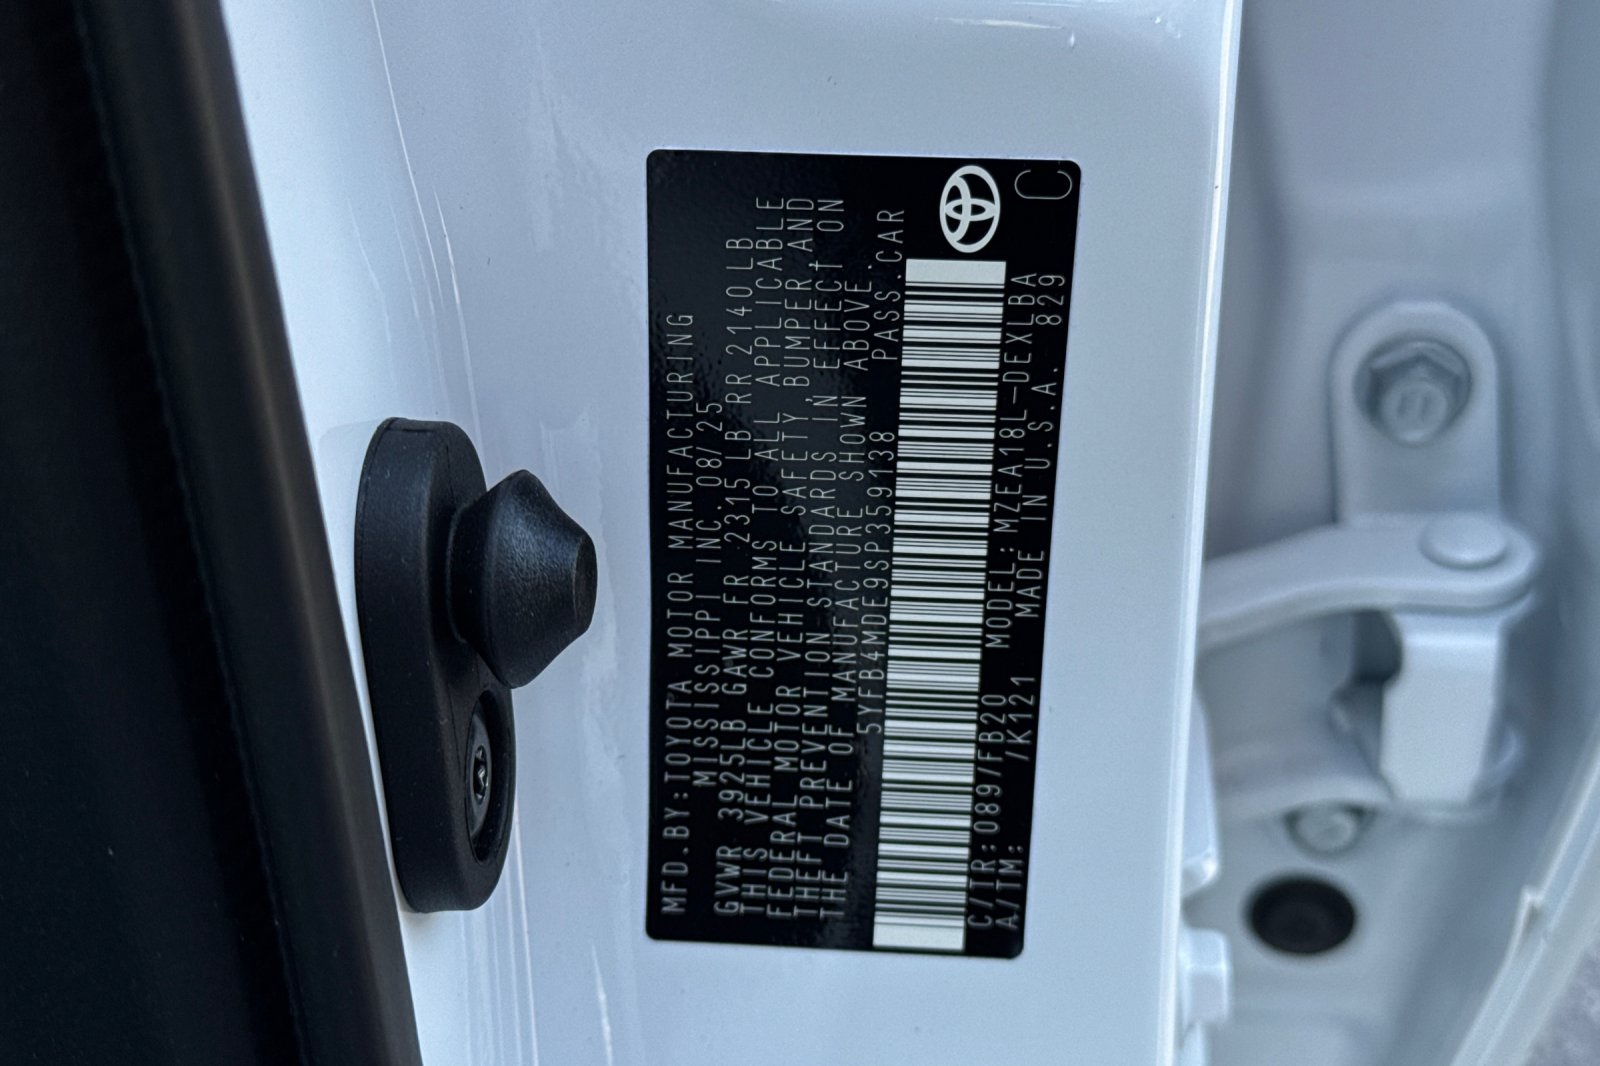 MFD.BY:TOYOTA MOTOR MANUFACTURING
MISSISSIPPI INC. 08/25
GVWR 3925LB GAWR FR 2315LB RR 2140LB
THIS VEHICLE CONFORMS TO ALL APPLICABLE
FEDERAL MOTOR VEHICLE SAFETY, BUMPER AND
THEFT PREVENTION STANDARDS IN EFFECT ON
THE DATE OF MANUFACTURE SHOWN ABOVE.
5YFB4MDE9SP359138 PASS.CAR
C/TR:089/FB20 MODEL:MZEA18L-DEXLBA
A/TM: /K121 MADE IN U.S.A. 829
C